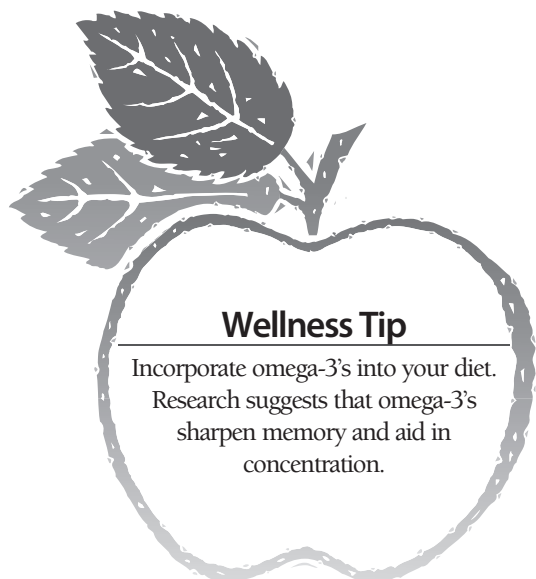 Wellness Tip
Incorporate omega-3's into your diet.
Research suggests that omega-3's
sharpen memory and aid in
concentration.